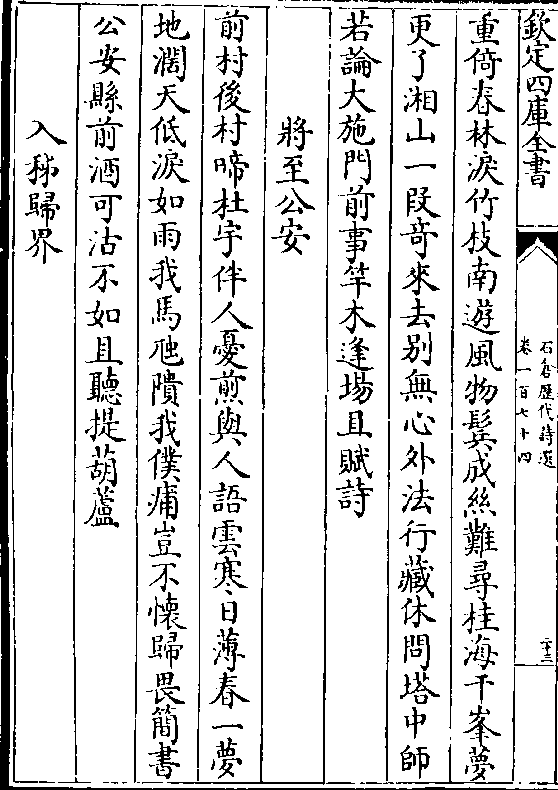 欽定四庫全書
石倉歷代詩選
卷一百七十四
二十三
重倚春林淚竹枝南遊風物鬂成絲難尋桂海千峯夢
更了湘山一段竒來去别無心外法行藏休問塔中師
若論大施門前事竿木逢場且賦詩
將至公安
前村後村啼杜宇伴人憂煎與人語雲寒日薄春一夢
地濶天低淚如雨我馬虺隤我僕痡豈不懷歸畏簡書
公安縣前酒可沽不如且聽提葫蘆
入秭歸界